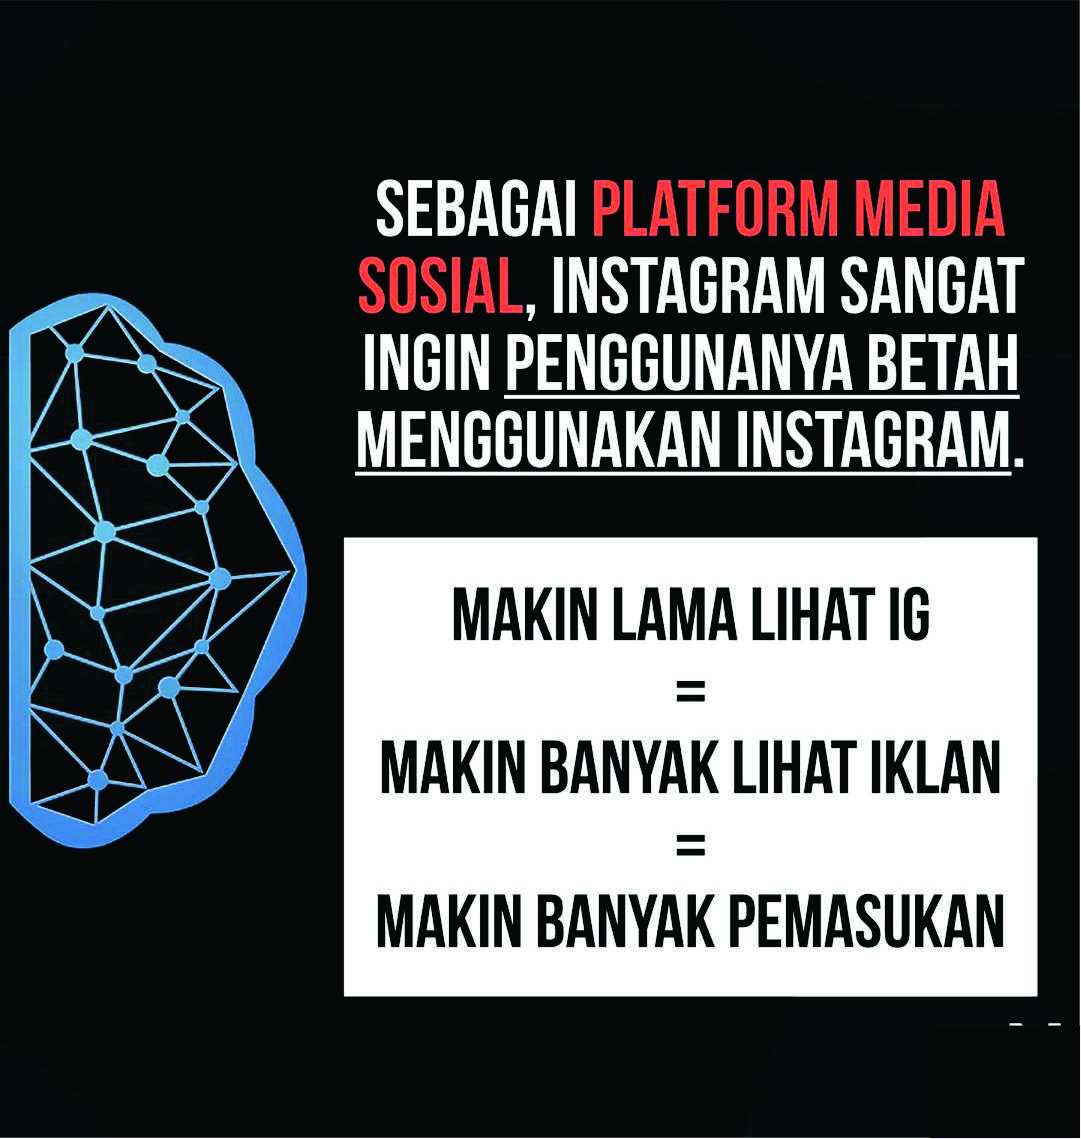 SEBAGAI PLATFORM MEDIA
SOSIAL, INSTAGRAM SANGAT
INGIN PENGGUNANYA BETAH
MENGGUNAKAN INSTAGRAM.
MAKIN LAMA LIHAT IG
=
MAKIN BANYAK LIHAT IKLAN
=
MAKIN BANYAK PEMASUKAN